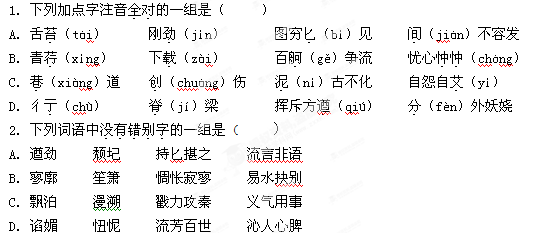 1. 下列加点字注音全对的一组是（　　）
A. 舌苔（tāi）　刚劲（jìn）　图穷匕（bǐ）见　间（jiān）不容发
B. 青荇（xìng）　下载（zài）　百舸（gě）争流　忧心忡忡（chōng）
C. 巷（xiàng）道　创（chuāng）伤　泥（ní）古不化　自怨自艾（yì）
D. 彳亍（chù）　脊（jí）梁　挥斥方遒（qiú）　分（fèn）外妖娆
2. 下列词语中没有错别字的一组是（　　）
A. 遒劲　颓圮　持匕揕之　流言非语
B. 寥廓　笙箫　惆怅寂寥　易水抉别
C. 飘泊　漫溯　戳力攻秦　义气用事
D. 谄媚　忸怩　流芳百世　沁人心脾